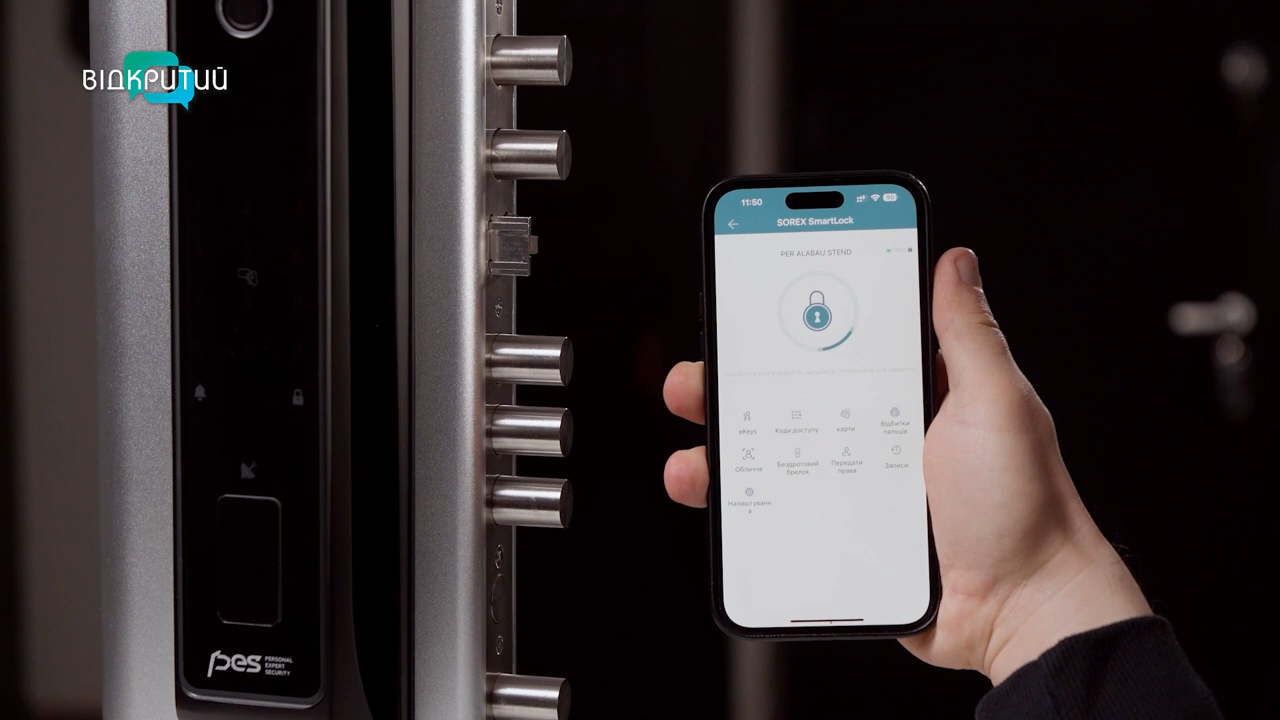 ВІДКРИТИЙ
11:50
90
SOREX SmartLock
PER ALABAU STEND
eKeys
Коди доступу
карти
Відбитки
пальців
Обличчя
Бездротовий
брелок
Передати
права
Записи
Налаштуванн
я
pes PERSONAL
EXPERT
SECURITY